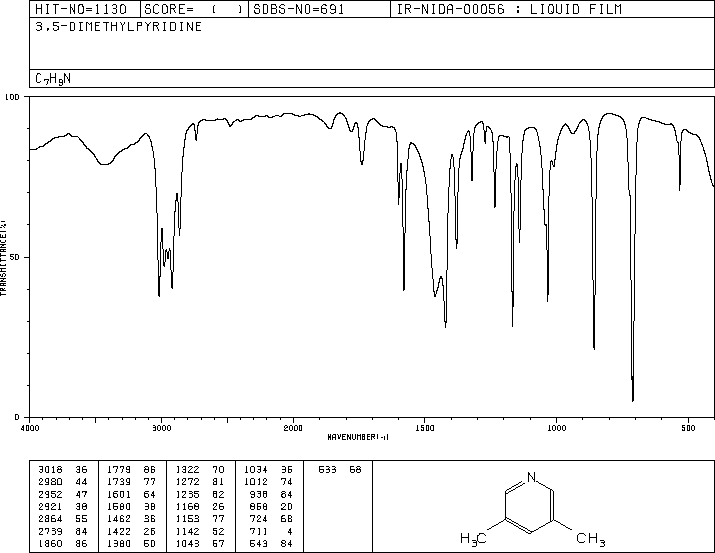 HIT-NO=1130 SCORE= ( ) SDBS-NO=691 IR-NIDA-00056 : LIQUID FILM
3,5-DIMETHYLPYRIDINE
C7H9N
100
50
0
TRANSMITTANCE(%)
4000 3000 2000 1500 1000 500
WAVENUMBER(-1)
3018 36 1779 86 1322 70 1034 35 533 68
2980 44 1739 77 1272 81 1012 74
2952 47 1601 64 1235 82 938 84
2921 38 1580 38 1168 26 858 20
2864 55 1462 36 1153 77 724 68
2739 84 1422 26 1142 52 711 4
1860 86 1380 50 1043 57 543 84
N
H3C CH3